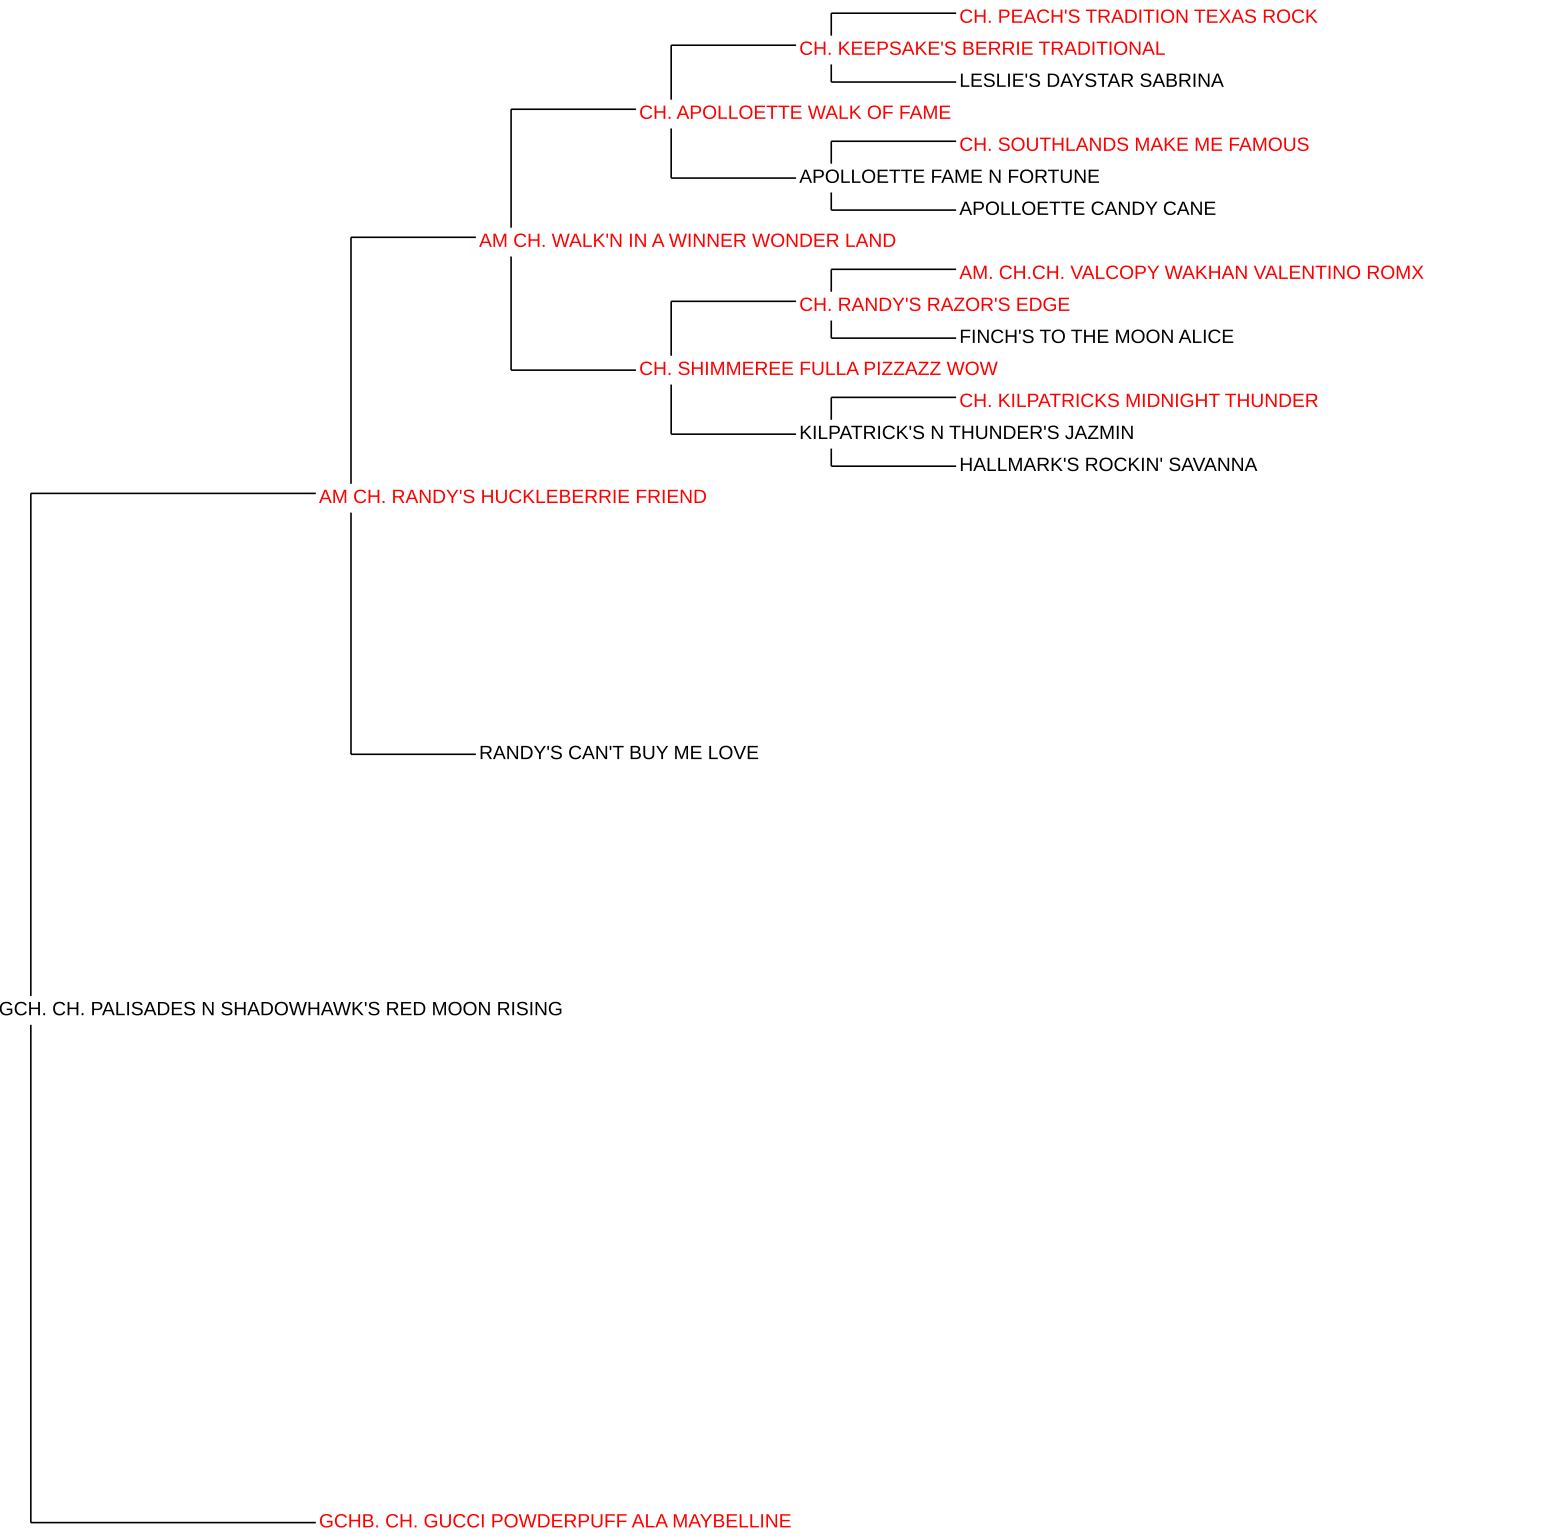 CH. PEACH'S TRADITION TEXAS ROCK
CH. KEEPSAKE'S BERRIE TRADITIONAL
LESLIE'S DAYSTAR SABRINA
CH. APOLLOETTE WALK OF FAME
CH. SOUTHLANDS MAKE ME FAMOUS
APOLLOETTE FAME N FORTUNE
APOLLOETTE CANDY CANE
AM CH. WALK'N IN A WINNER WONDER LAND
AM. CH.CH. VALCOPY WAKHAN VALENTINO ROMX
CH. RANDY'S RAZOR'S EDGE
FINCH'S TO THE MOON ALICE
CH. SHIMMEREE FULLA PIZZAZZ WOW
CH. KILPATRICKS MIDNIGHT THUNDER
KILPATRICK'S N THUNDER'S JAZMIN
HALLMARK'S ROCKIN' SAVANNA
AM CH. RANDY'S HUCKLEBERRIE FRIEND
RANDY'S CAN'T BUY ME LOVE
GCH. CH. PALISADES N SHADOWHAWK'S RED MOON RISING
GCHB. CH. GUCCI POWDERPUFF ALA MAYBELLINE